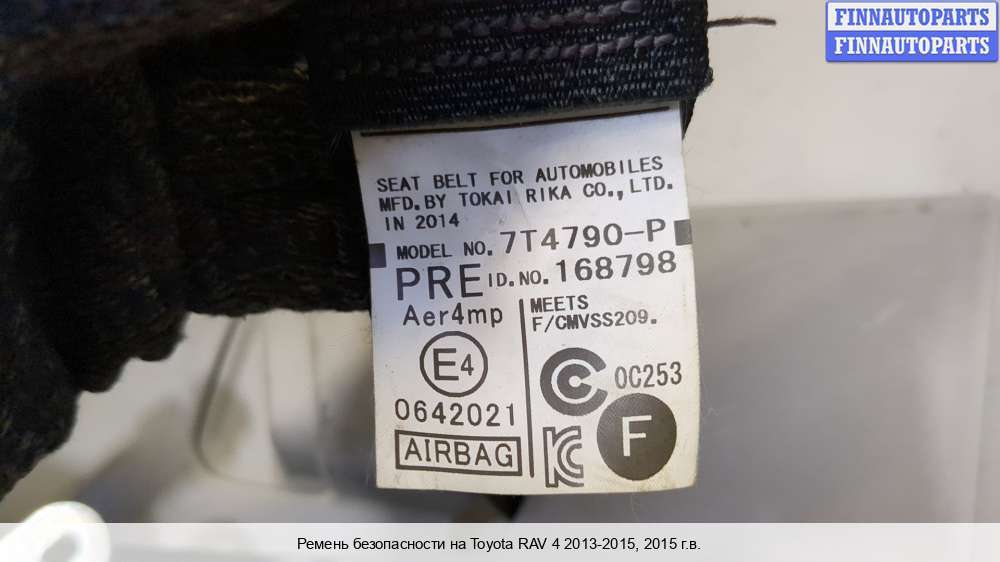 FINNAUTOPARTS
FINNAUTOPARTS
SEAT BELT FOR AUTOMOBILES
MFD. BY TOKAI RIKA CO., LTD.
IN 2014
MODEL NO. 7T4790-P
PRE ID.NO. 168798
Aer4mp
MEETS
F/CMVSS209.
E4
0C253
0642021
F
AIRBAG
KC
Ремень безопасности на Toyota RAV 4 2013-2015, 2015 г.в.